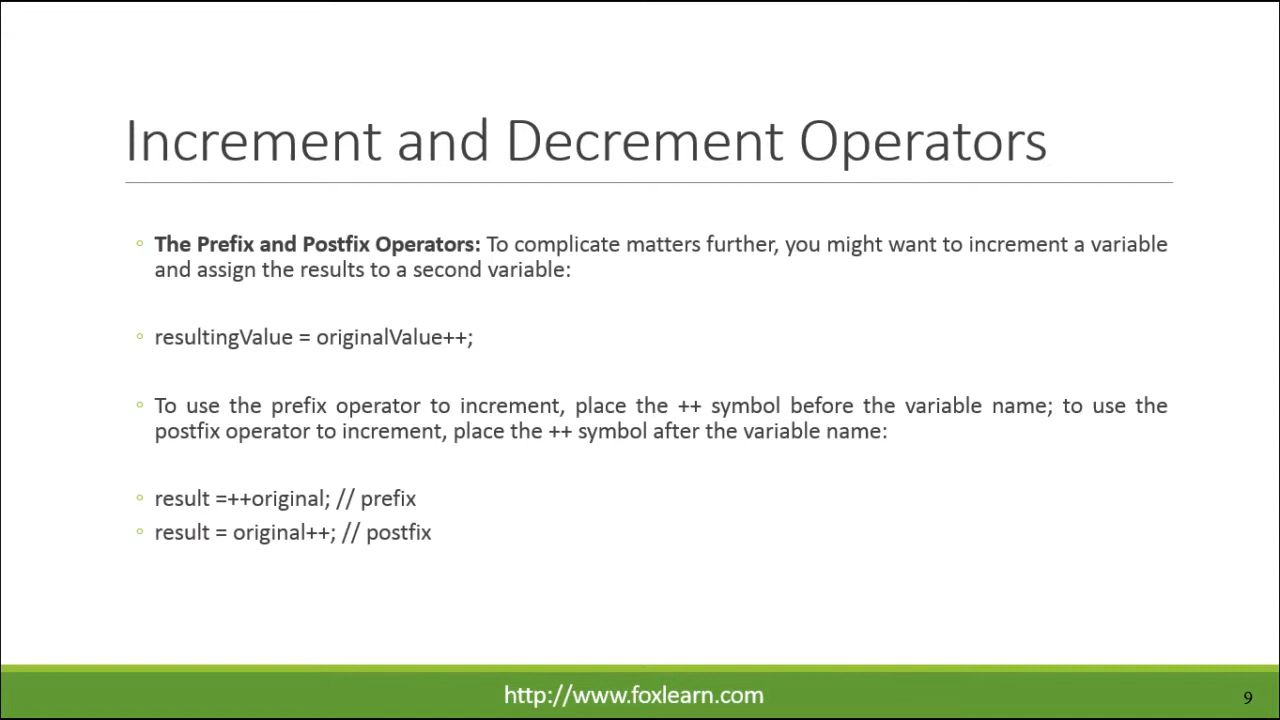 Increment and Decrement Operators
The Prefix and Postfix Operators: To complicate matters further, you might want to increment a variable
and assign the results to a second variable:
resultingValue = originalValue++;
To use the prefix operator to increment, place the ++ symbol before the variable name; to use the
postfix operator to increment, place the ++ symbol after the variable name:
result =++original; // prefix
result = original++; // postfix
http://www.foxlearn.com
9